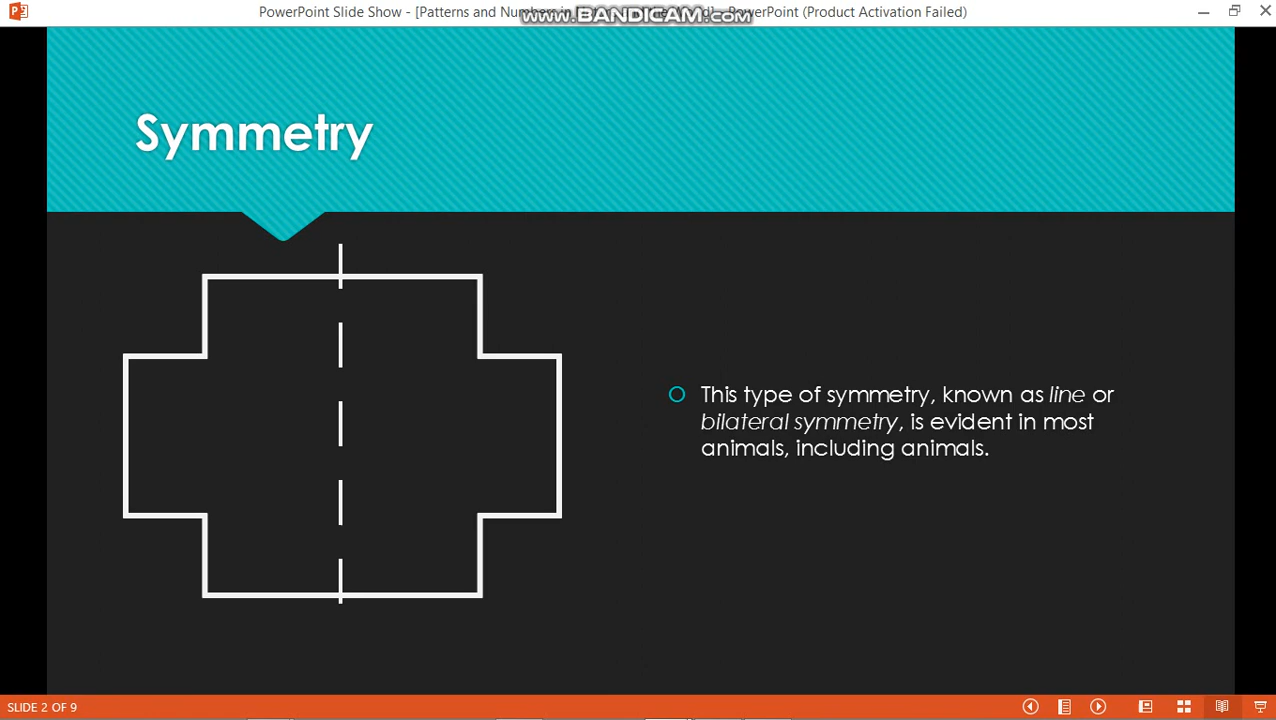 PowerPoint Slide Show - [Patterns and Numbers in PowerPoint (Product Activation Failed)
www.BANDICAM.com
Symmetry
This type of symmetry, known as line or
bilateral symmetry, is evident in most
animals, including animals.
SLIDE 2 OF 9